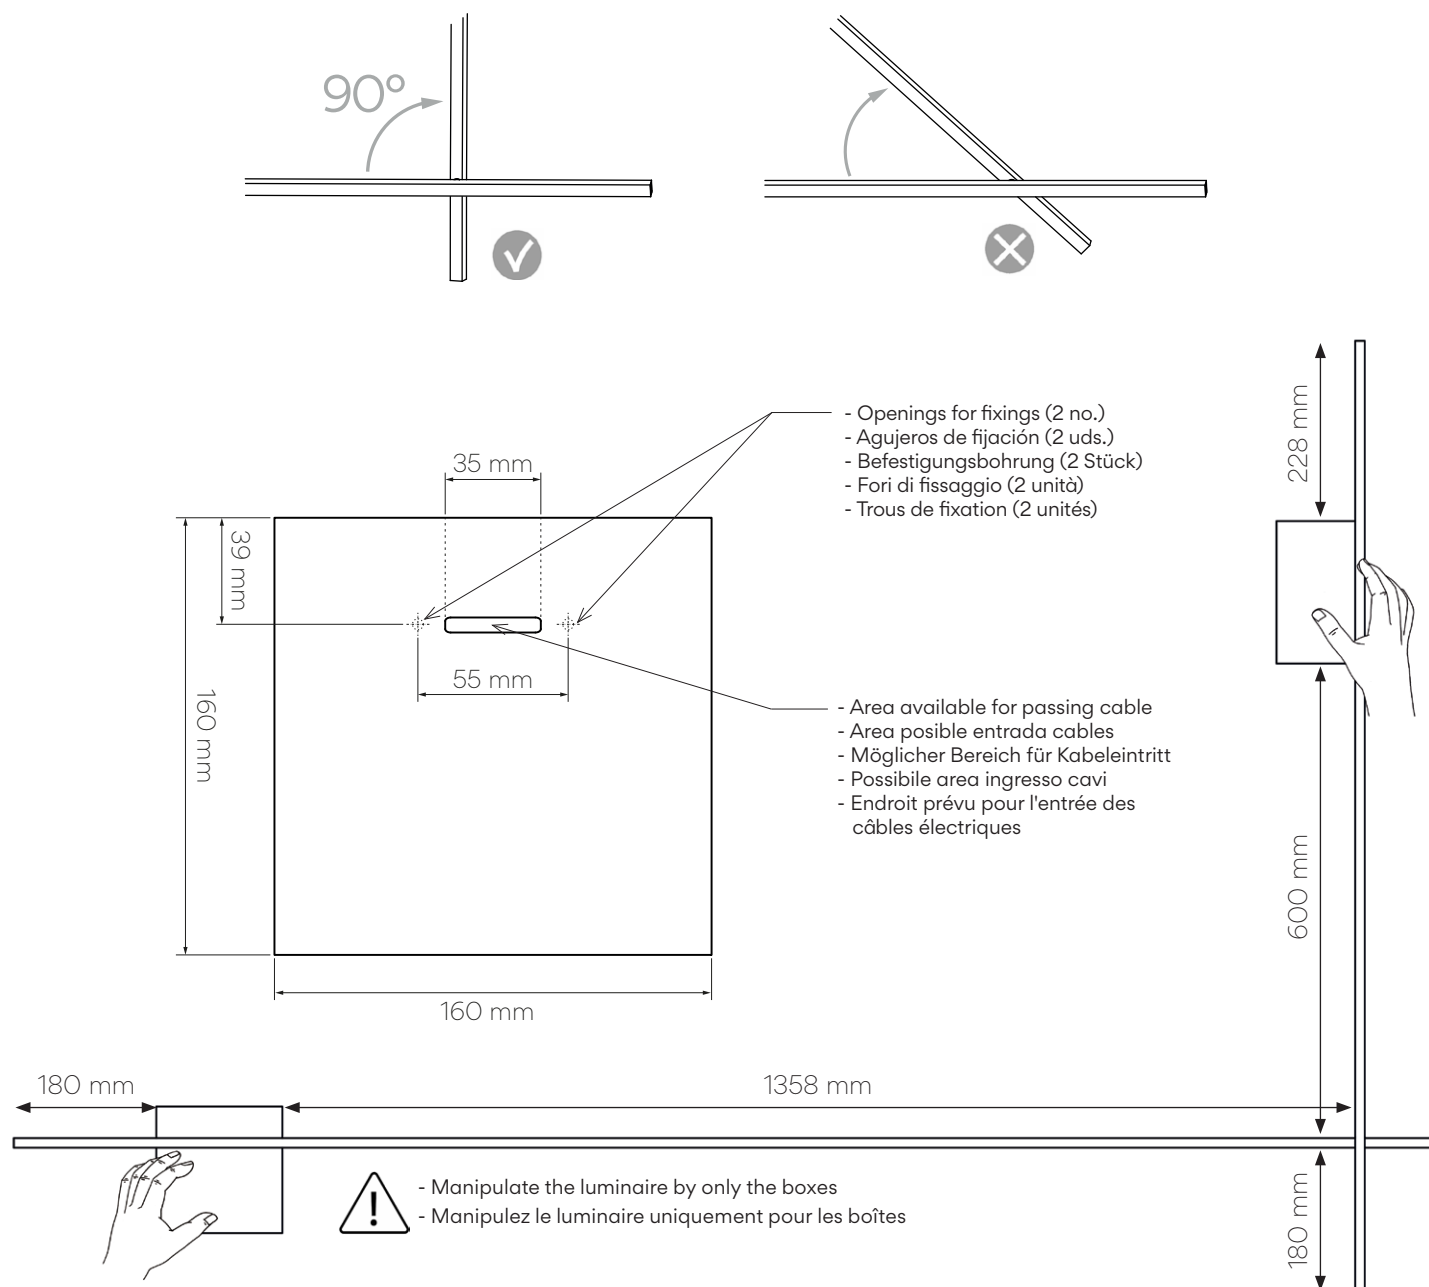 90º
- Openings for fixings (2 no.)
- Agujeros de fijación (2 uds.)
- Befestigungsbohrung (2 Stück)
- Fori di fissaggio (2 unità)
- Trous de fixation (2 unités)
228 mm
35 mm
39 mm
55 mm
160 mm
- Area available for passing cable
- Area posible entrada cables
- Möglicher Bereich für Kabeleintritt
- Possibile area ingresso cavi
- Endroit prévu pour l'entrée des
câbles électriques
600 mm
160 mm
180 mm
1358 mm
- Manipulate the luminaire by only the boxes
- Manipulez le luminaire uniquement pour les boîtes
180 mm